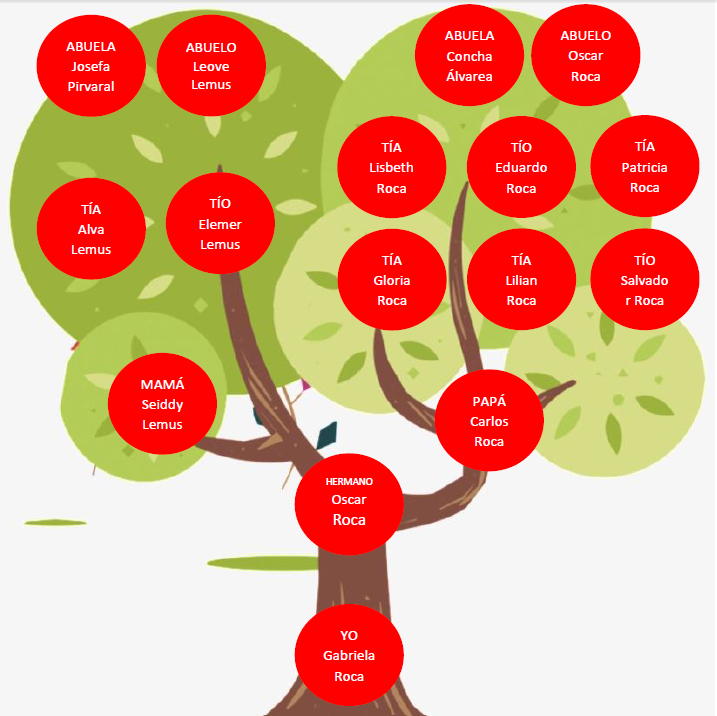 ABUELA
Josefa
Pirvaral
ABUELO
Leove
Lemus
ABUELA
Concha
Álvarea
ABUELO
Oscar
Roca
TÍA
Lisbeth
Roca
TÍO
Eduardo
Roca
TÍA
Patricia
Roca
TÍA
Alva
Lemus
TÍO
Elemer
Lemus
TÍA
Gloria
Roca
TÍA
Lilian
Roca
TÍO
Salvado
r Roca
MAMÁ
Seiddy
Lemus
PAPÁ
Carlos
Roca
HERMANO
Oscar
Roca
YO
Gabriela
Roca